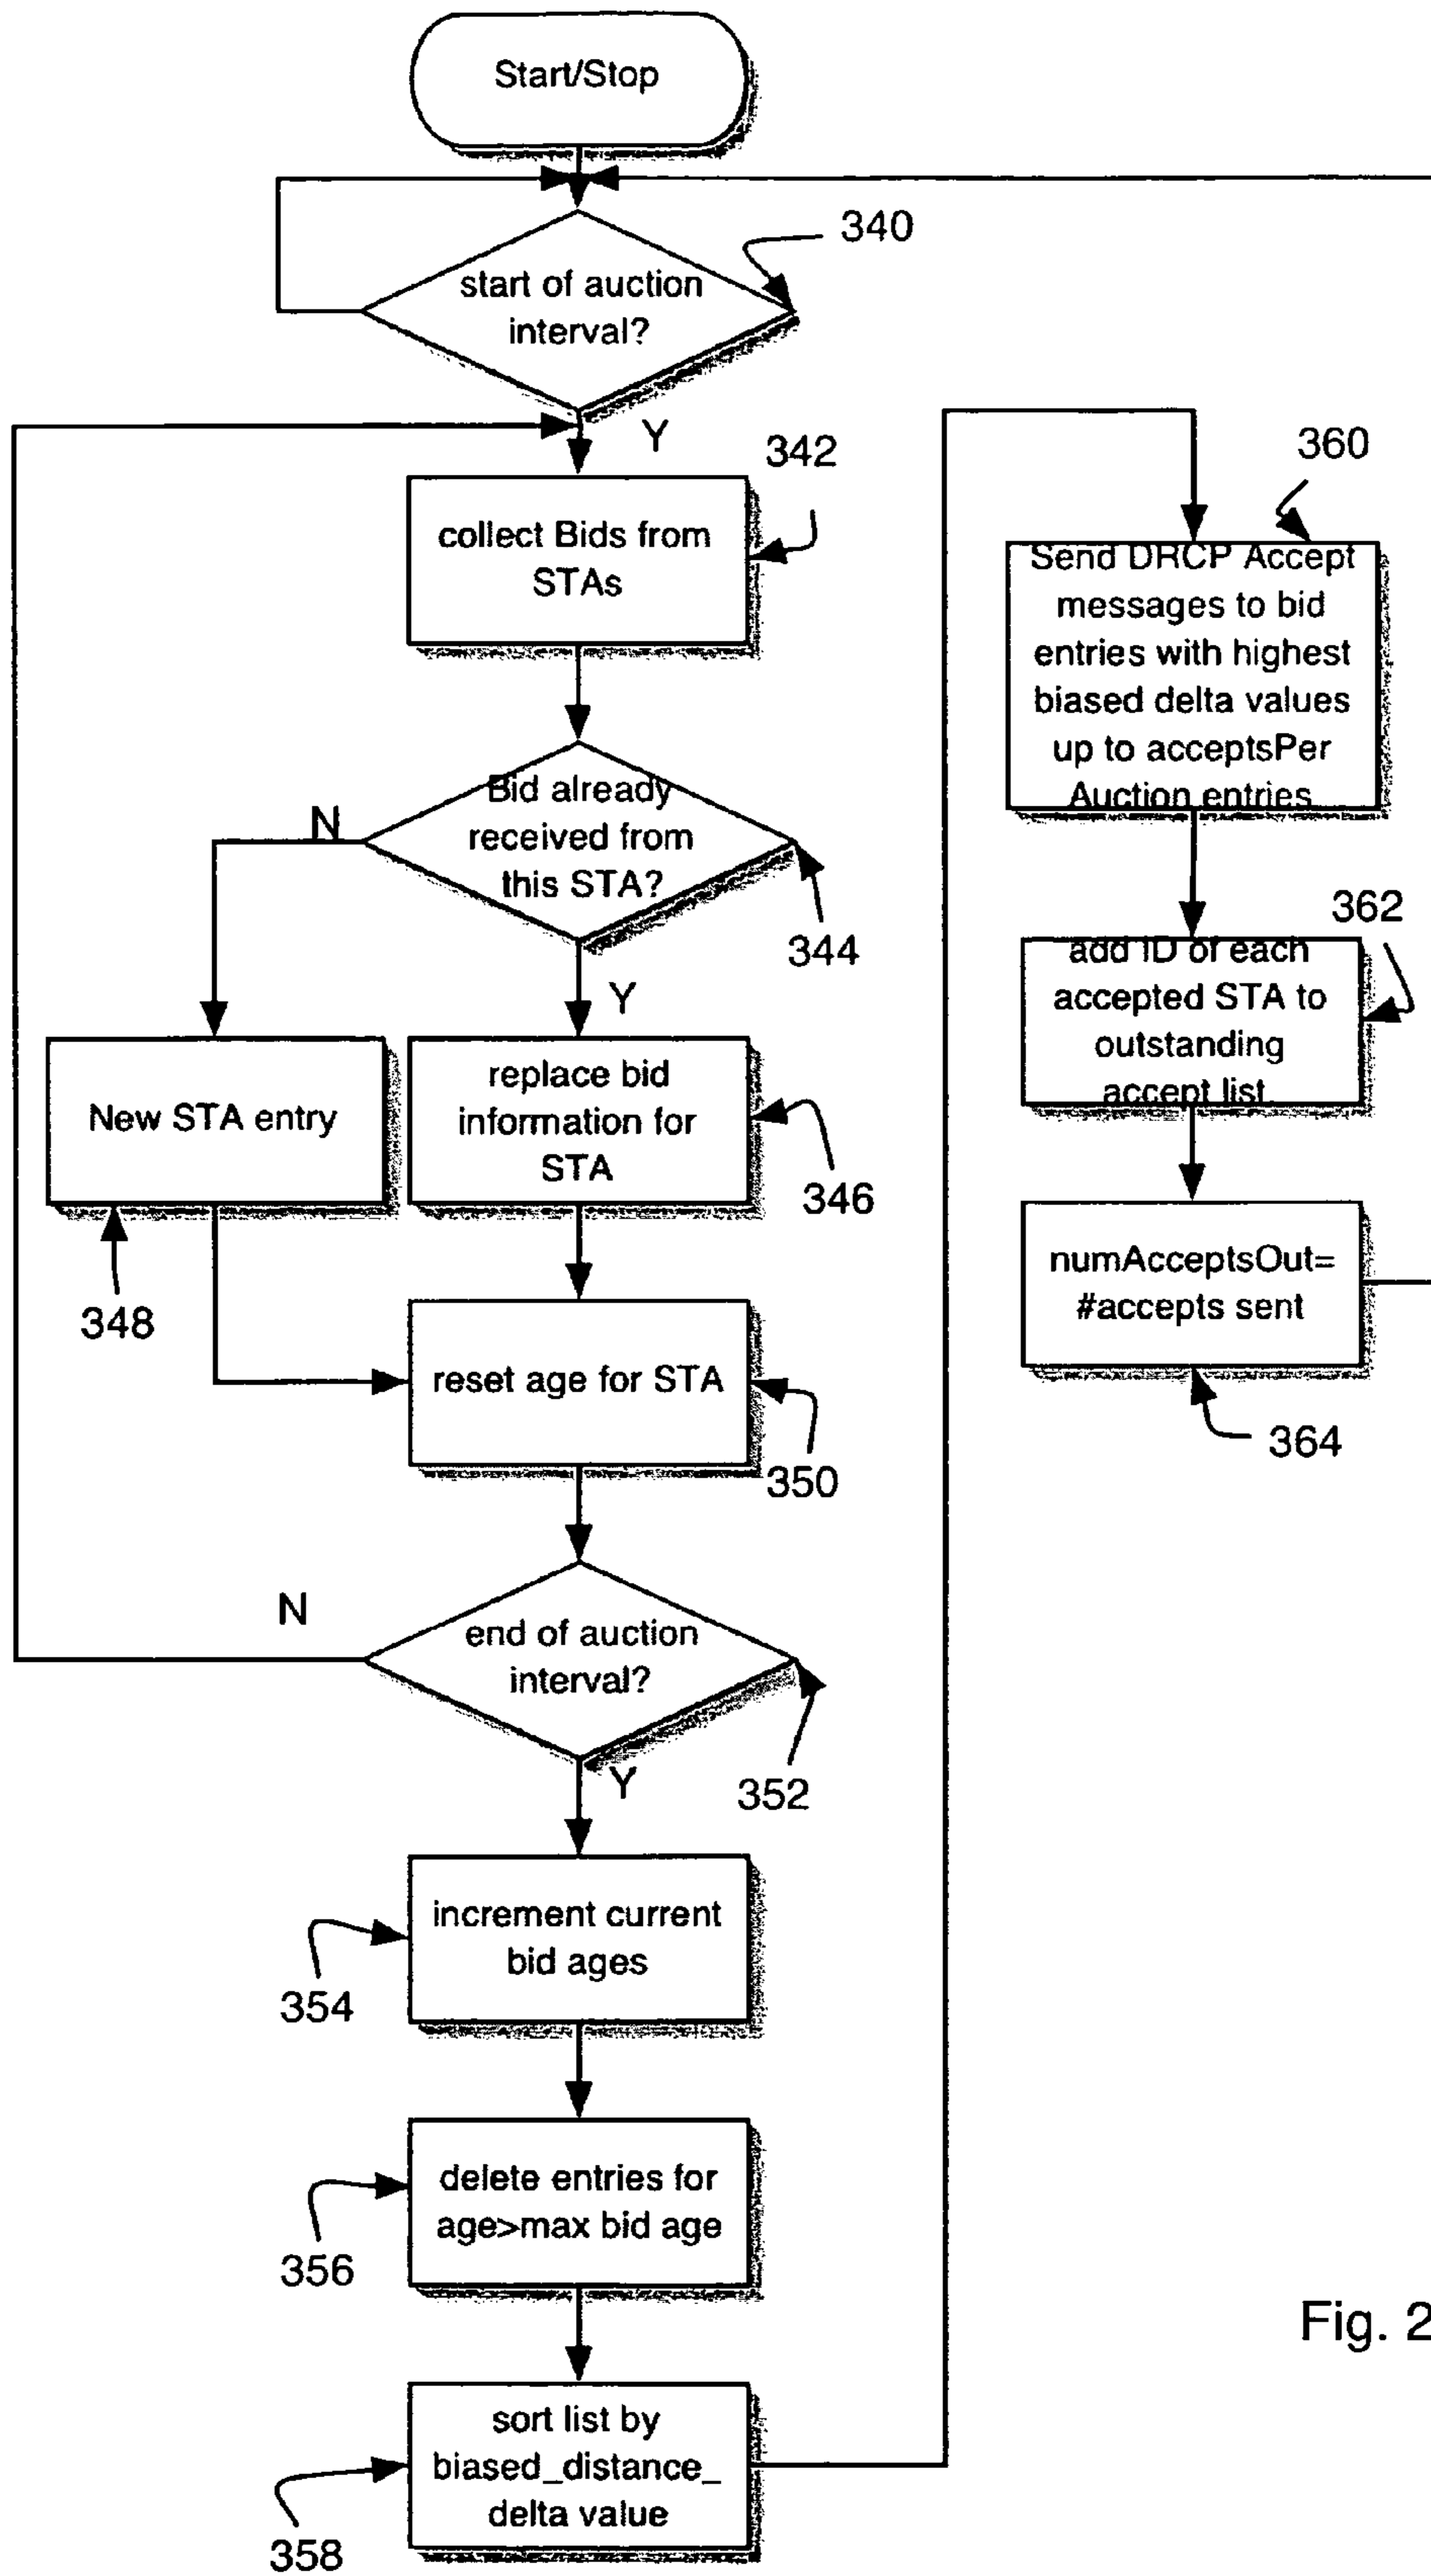 Start/Stop
start of auction
interval?
340
Y
342
collect Bids from
STAs
Bid already
received from
this STA?
N
344
Y
New STA entry
348
replace bid
information for
STA
346
reset age for STA
350
end of auction
interval?
N
352
Y
increment current
bid ages
354
delete entries for
age>max bid age
356
sort list by
biased_distance_
delta value
358
360
Send DRCP Accept
messages to bid
entries with highest
biased delta values
up to acceptsPer
Auction entries
362
add ID of each
accepted STA to
outstanding
accept list
numAcceptsOut=
#accepts sent
364
Fig. 2